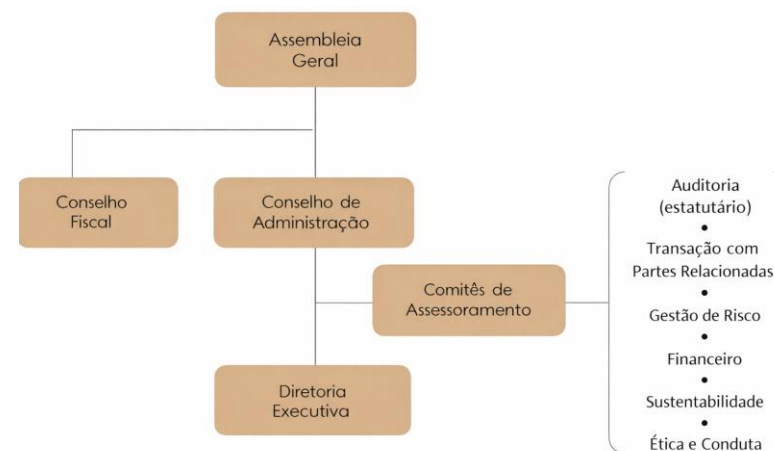 Assembleia
Geral
Conselho
Fiscal
Conselho de
Administração
Comitês de
Assessoramento
Diretoria
Executiva
Auditoria
(estatutário)
•
Transação com
Partes Relacionadas
•
Gestão de Risco
•
Financeiro
•
Sustentabilidade
•
Ética e Conduta